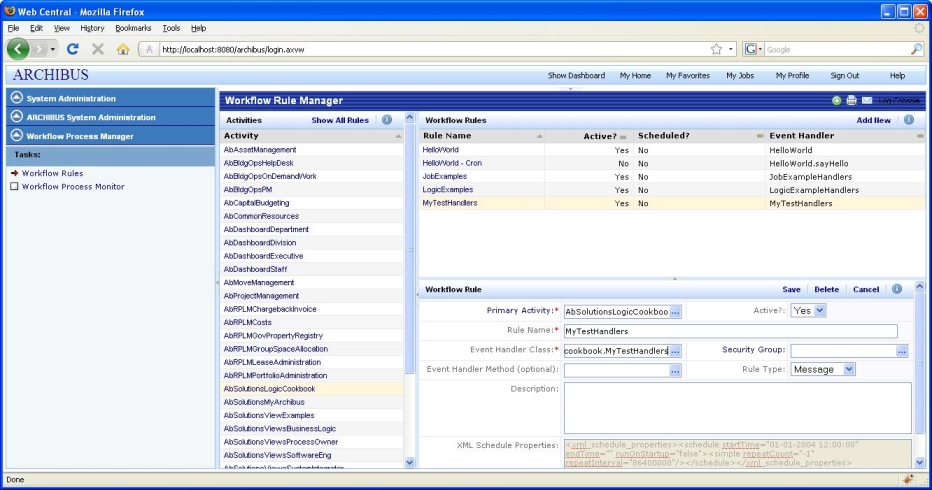 Web Central - Mozilla Firefox
File Edit View History Bookmarks Tools Help
http://localhost:8080/archibus/login.axvw
Google
ARCHIBUS
Show Dashboard My Home My Favorites My Jobs My Profile Sign Out Help
System Administration
ARCHIBUS System Administration
Workflow Process Manager
Tasks:
Workflow Rules
Workflow Process Monitor
Workflow Rule Manager
Log Console
Activities Show All Rules
Activity
AbAssetManagement
AbBldgOpsHelpDesk
AbBldgOpsOnDemandWork
AbBldgOpsPM
AbCapitalBudgeting
AbCommonResources
AbDashboardDepartment
AbDashboardDivision
AbDashboardExecutive
AbDashboardStaff
AbMoveManagement
AbProjectManagement
AbRPLMChargebackInvoice
AbRPLMCosts
AbRPLMGovPropertyRegistry
AbRPLMGroupSpaceAllocation
AbRPLMLeaseAdministration
AbRPLMPortfolioAdministration
AbSolutionsLogicCookbook
AbSolutionsMyArchibus
AbSolutionsViewExamples
AbSolutionsViewsBusinessLogic
AbSolutionsViewsProcessOwner
AbSolutionsViewsSoftwareEng
AbSolutionsViewsSystemIntegrator
Workflow Rules Add New
Rule Name Active? Scheduled? Event Handler
HelloWorld Yes No HelloWorld
HelloWorld - Cron No No HelloWorld.sayHello
JobExamples Yes No JobExampleHandlers
LogicExamples Yes No LogicExampleHandlers
MyTestHandlers Yes No MyTestHandlers
Workflow Rule Save Delete Cancel
Primary Activity:* AbSolutionsLogicCookboo ... Active?: Yes
Rule Name:* MyTestHandlers
Event Handler Class:* cookbook.MyTestHandlers ... Security Group: ...
Event Handler Method (optional): ... Rule Type: Message
Description:
XML Schedule Properties: <xml_schedule_properties><schedule startTime="01-01-2004 12:00:00"
endTime="" runOnStartup="false"><simple repeatCount="-1"
repeatInterval="86400000"/></schedule></xml_schedule_properties>
Done